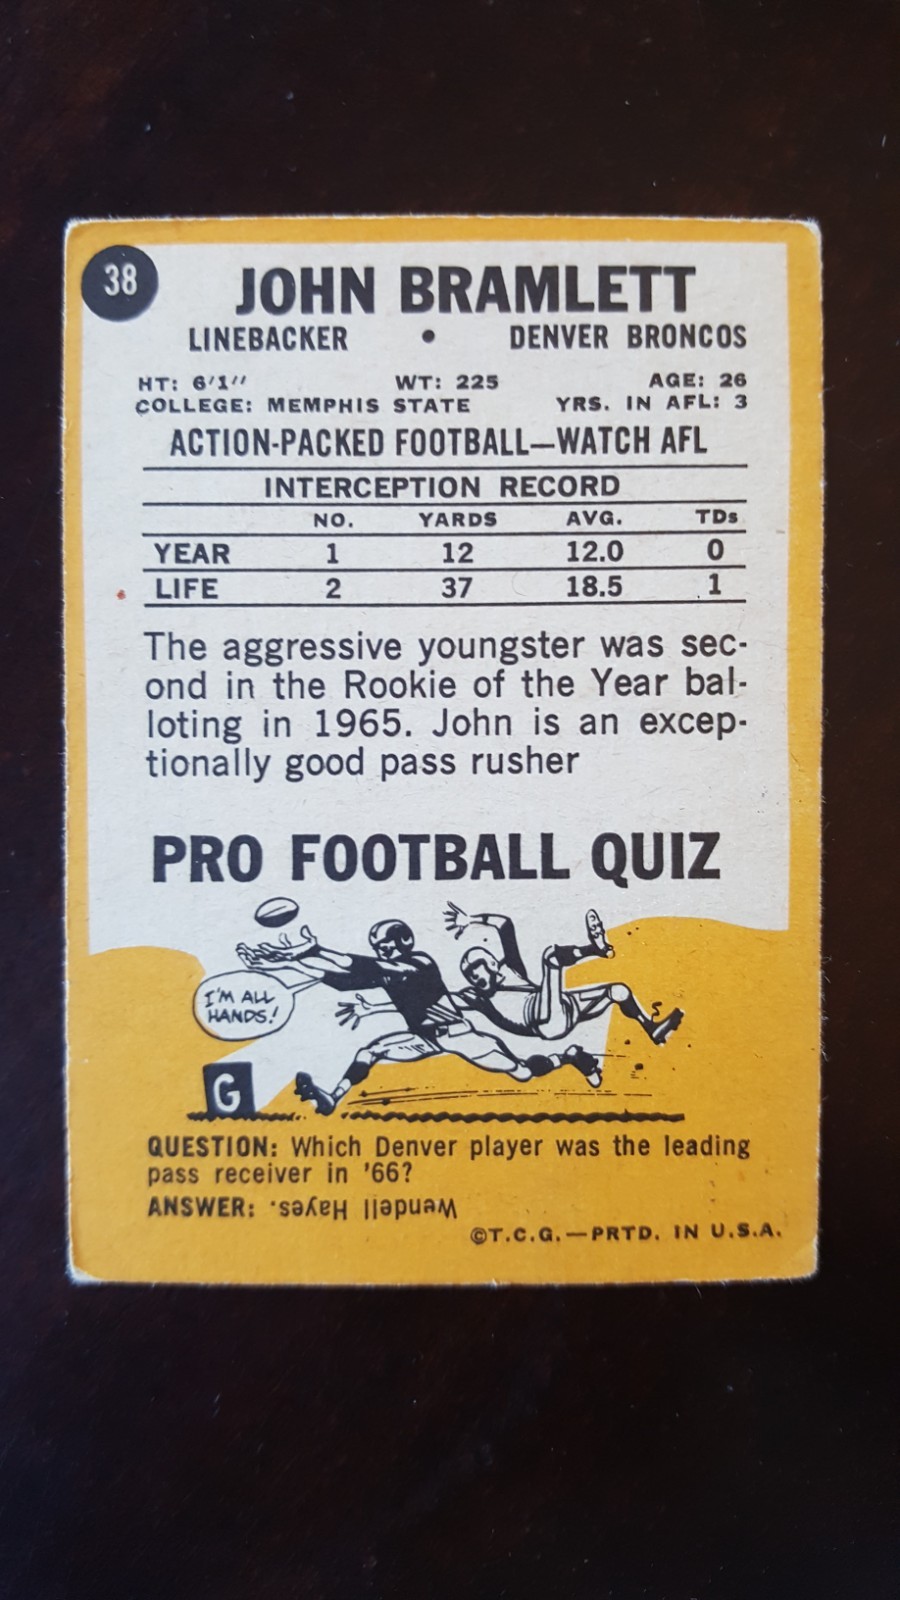 38
JOHN BRAMLETT
LINEBACKER • DENVER BRONCOS
HT: 6'1" WT: 225 AGE: 26
COLLEGE: MEMPHIS STATE YRS. IN AFL: 3
ACTION-PACKED FOOTBALL—WATCH AFL
INTERCEPTION RECORD
NO. YARDS AVG. TDs
YEAR 1 12 12.0 0
LIFE 2 37 18.5 1
The aggressive youngster was sec-
ond in the Rookie of the Year bal-
loting in 1965. John is an excep-
tionally good pass rusher
PRO FOOTBALL QUIZ
I'M ALL
HANDS!
G
QUESTION: Which Denver player was the leading
pass receiver in '66?
ANSWER: Wendell Hayes.
©T.C.G.—PRTD. IN U.S.A.